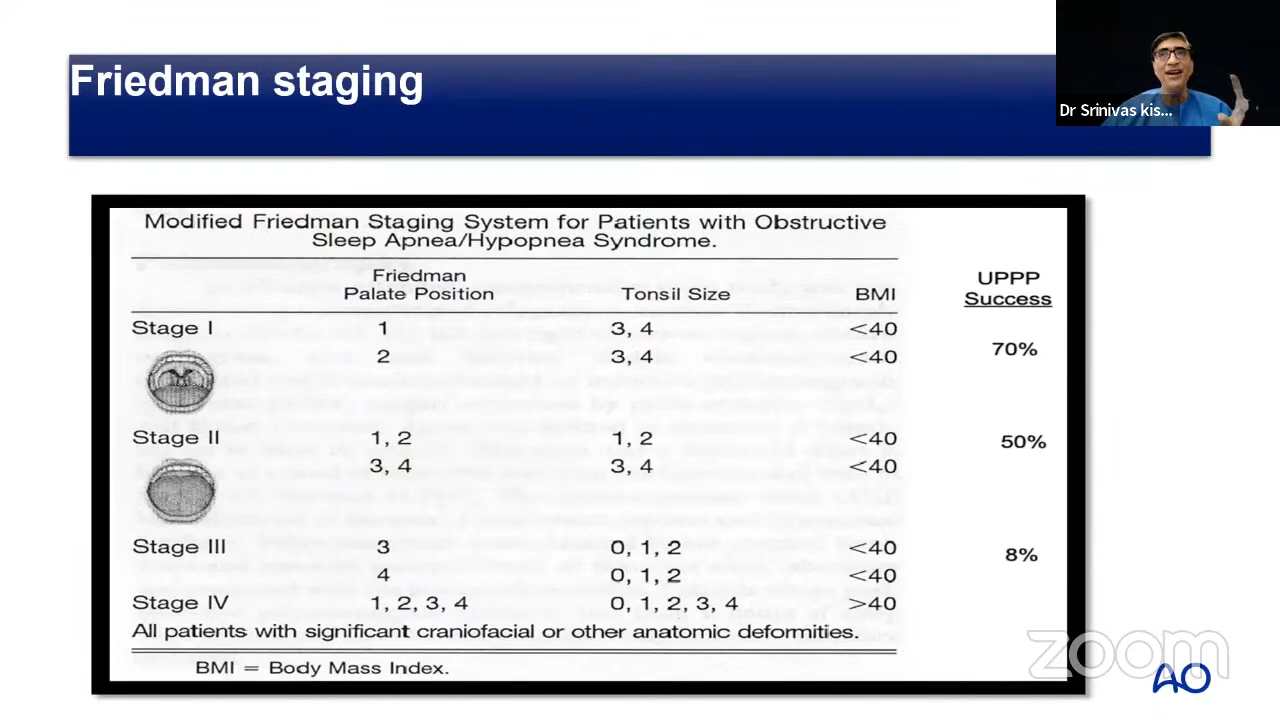 Friedman staging
Dr Srinivas kis...
Modified Friedman Staging System for Patients with Obstructive
Sleep Apnea/Hypopnea Syndrome.
Friedman
Palate Position Tonsil Size BMI
UPPP
Success
Stage I 1 3, 4 <40
2 3, 4 <40
70%
Stage II 1, 2 1, 2 <40
50%
3, 4 3, 4 <40
Stage III 3 0, 1, 2 <40
8%
4 0, 1, 2 <40
Stage IV 1, 2, 3, 4 0, 1, 2, 3, 4 >40
All patients with significant craniofacial or other anatomic deformities.
BMI = Body Mass Index.
zoom
AO